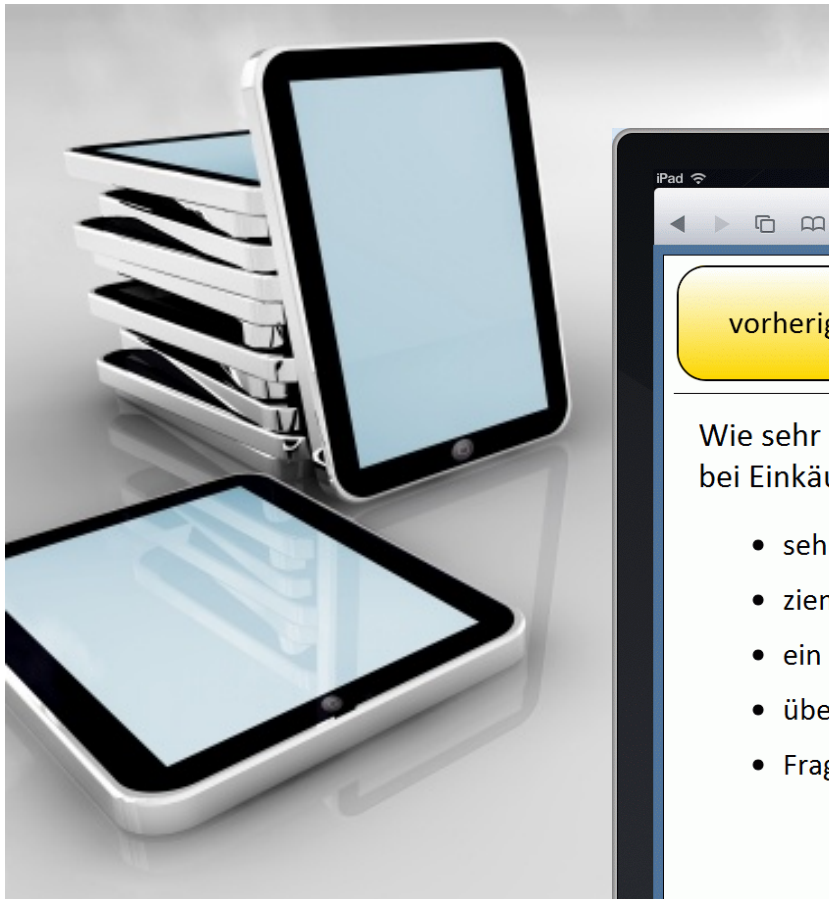 iPad
vorherig
Wie sehr
bei Einkäu
• seh
• zien
• ein
• übe
• Frag